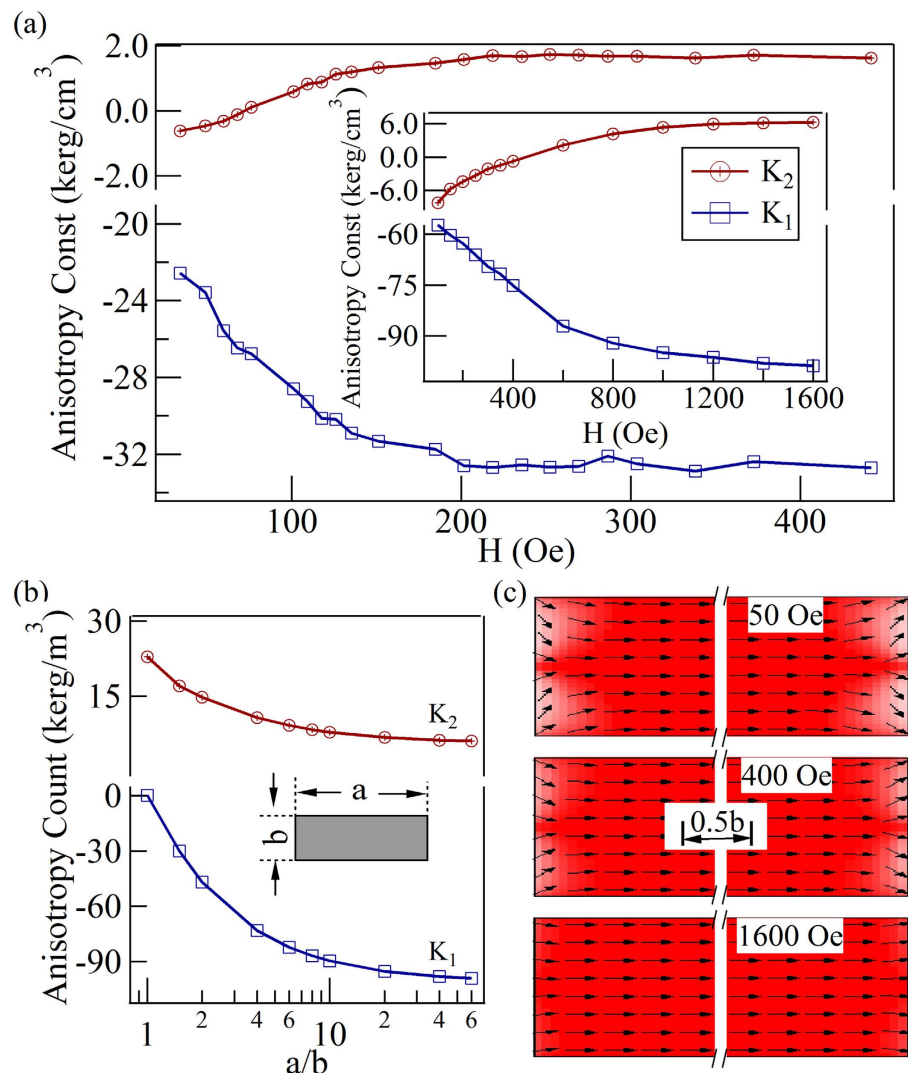 (a)
Anisotropy Const (kerg/cm³)
2.0
0.0
-2.0
-20
-24
-28
-32
100
200
300
400
H (Oe)
Anisotropy Const (kerg/cm³)
6.0
0.0
-6.0
-60
-75
-90
400
800
1200
1600
H (Oe)
K₂
K₁
(b)
Anisotropy Count (kerg/m³)
30
15
0
-30
-60
-90
K₂
a
b
K₁
1
2
4
6
10
2
4
6
a/b
(c)
50 Oe
400 Oe
0.5b
1600 Oe